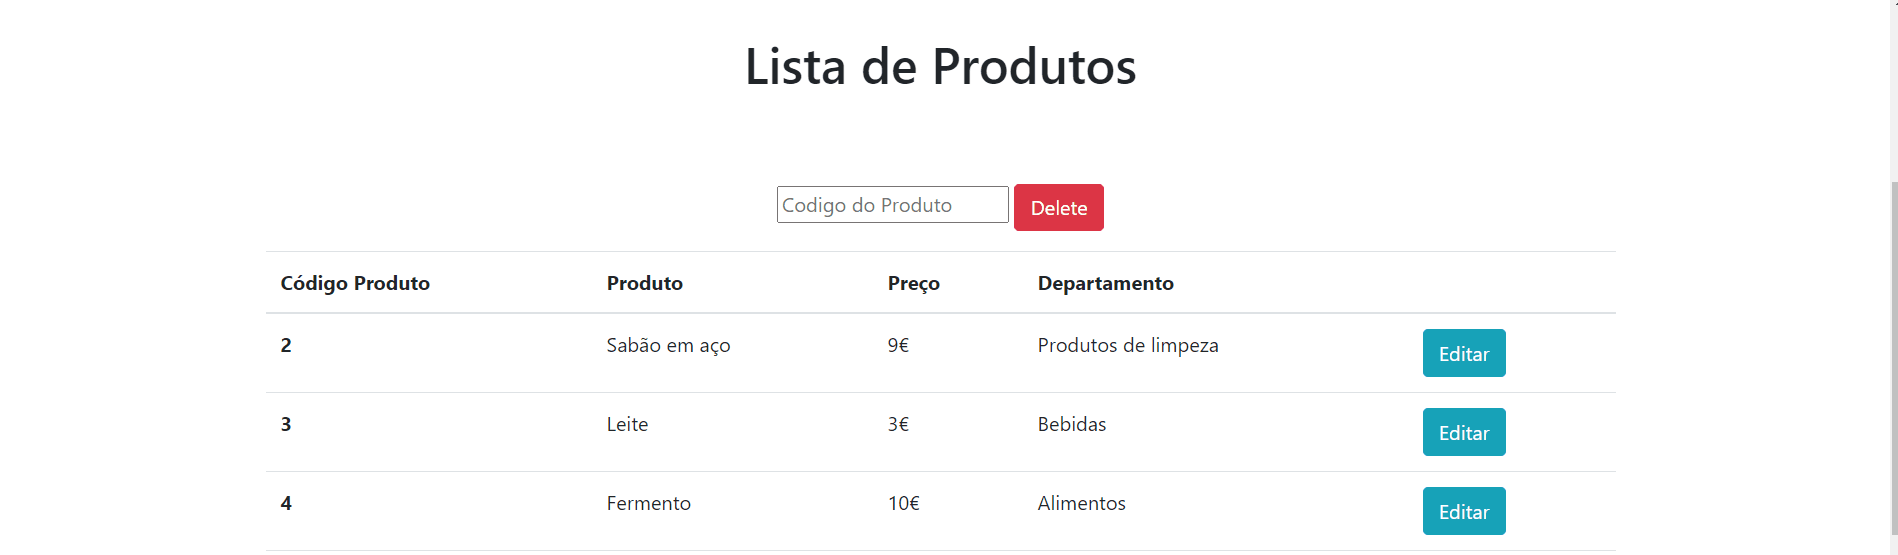 Lista de Produtos
Codigo do Produto Delete
Código Produto Produto Preço Departamento
2 Sabão em aço 9€ Produtos de limpeza Editar
3 Leite 3€ Bebidas Editar
4 Fermento 10€ Alimentos Editar